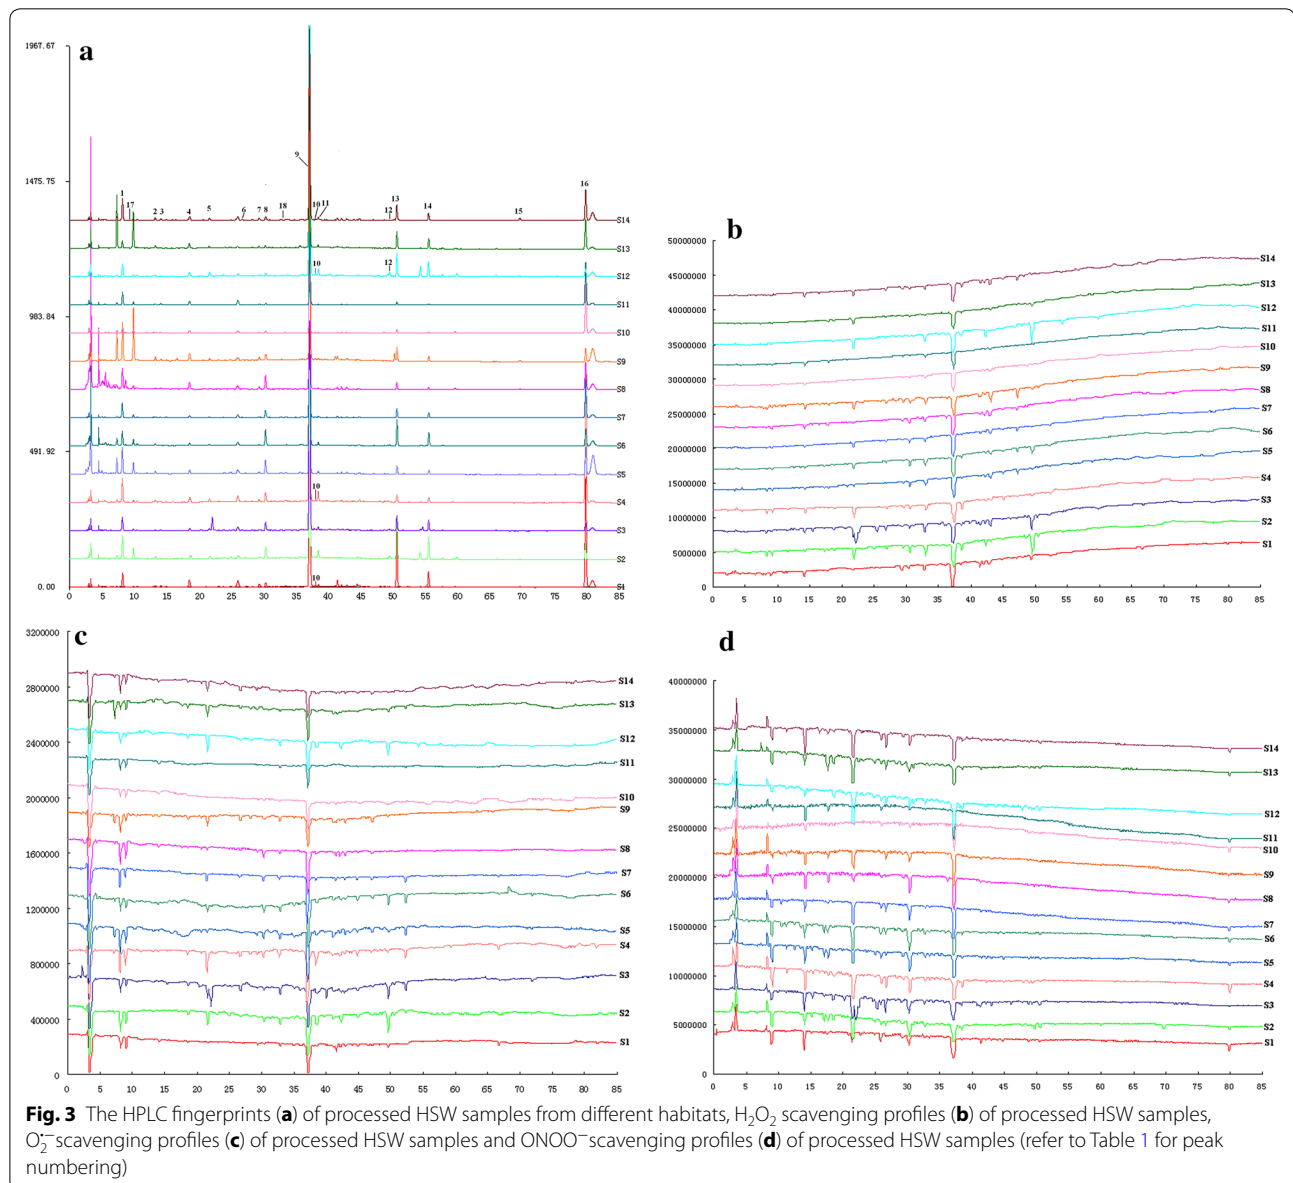 a
1967.67
1475.75
983.84
491.92
0.00
9
1
17
2 3 4 5 6 7 8 18 10 11 12 13 14 15 16
S14
S13
10 12
S12
S11
S10
S9
S8
S7
S6
S5
10
S4
S3
S2
10
S1
0 5 10 15 20 25 30 35 40 45 50 55 60 65 70 75 80 85
b
50000000
45000000
40000000
35000000
30000000
25000000
20000000
15000000
10000000
5000000
0
S14
S13
S12
S11
S10
S9
S8
S7
S6
S5
S4
S3
S2
S1
0 5 10 15 20 25 30 35 40 45 50 55 60 65 70 75 80 85
c
3200000
2800000
2400000
2000000
1600000
1200000
800000
400000
0
S14
S13
S12
S11
S10
S9
S8
S7
S6
S5
S4
S3
S2
S1
0 5 10 15 20 25 30 35 40 45 50 55 60 65 70 75 80 85
d
40000000
35000000
30000000
25000000
20000000
15000000
10000000
5000000
0
S14
S13
S12
S11
S10
S9
S8
S7
S6
S5
S4
S3
S2
S1
0 5 10 15 20 25 30 35 40 45 50 55 60 65 70 75 80 85
Fig. 3 The HPLC fingerprints (a) of processed HSW samples from different habitats, H₂O₂ scavenging profiles (b) of processed HSW samples,
O₂•⁻ scavenging profiles (c) of processed HSW samples and ONOO⁻ scavenging profiles (d) of processed HSW samples (refer to Table 1 for peak
numbering)